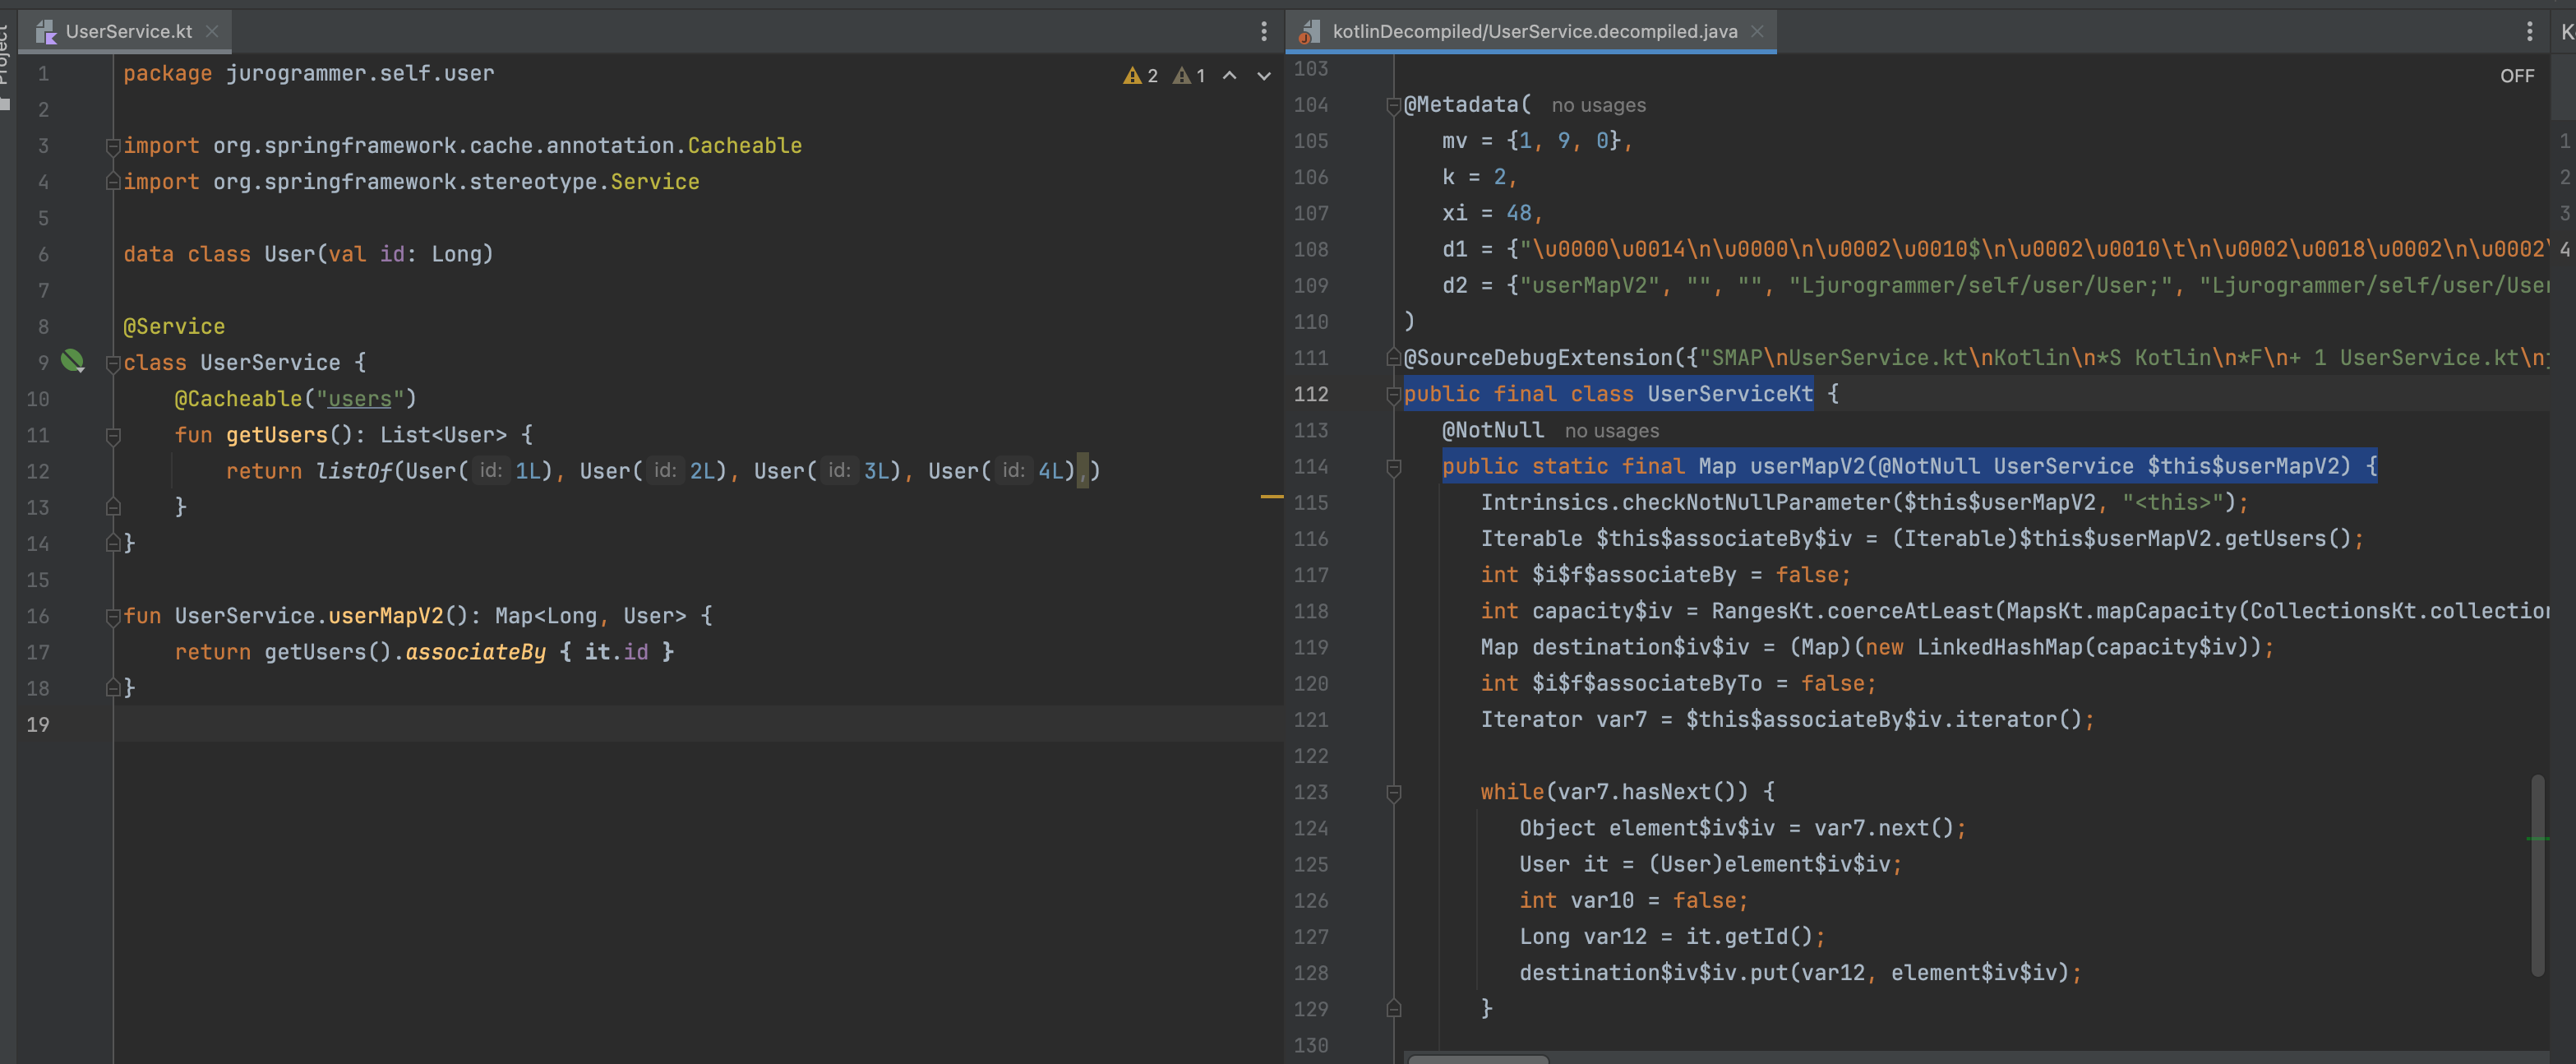 Project
UserService.kt
1 package jurogrammer.self.user
2 1
2
3 import org.springframework.cache.annotation.Cacheable
4 import org.springframework.stereotype.Service
5
6 data class User(val id: Long)
7
8 @Service
9 class UserService {
10 @Cacheable("users")
11 fun getUsers(): List<User> {
12 return listOf(User( id: 1L), User( id: 2L), User( id: 3L), User( id: 4L),)
13 }
14 }
15
16 fun UserService.userMapV2(): Map<Long, User> {
17 return getUsers().associateBy { it.id }
18 }
19
kotlinDecompiled/UserService.decompiled.java
OFF
103
104 @Metadata( no usages
105 mv = {1, 9, 0},
106 k = 2,
107 xi = 48,
108 d1 = {"\u0000\u0014\n\u0000\n\u0002\u0010$\n\u0002\u0010\t\n\u0002\u0018\u0002\n\u0002\
109 d2 = {"userMapV2", "", "", "Ljurogrammer/self/user/User;", "Ljurogrammer/self/user/User
110 )
111 @SourceDebugExtension({"SMAP\nUserService.kt\nKotlin\n*S Kotlin\n*F\n+ 1 UserService.kt\n
112 public final class UserServiceKt {
113 @NotNull no usages
114 public static final Map userMapV2(@NotNull UserService $this$userMapV2) {
115 Intrinsics.checkNotNullParameter($this$userMapV2, "<this>");
116 Iterable $this$associateBy$iv = (Iterable)$this$userMapV2.getUsers();
117 int $i$f$associateBy = false;
118 int capacity$iv = RangesKt.coerceAtLeast(MapsKt.mapCapacity(CollectionsKt.collection
119 Map destination$iv$iv = (Map)(new LinkedHashMap(capacity$iv));
120 int $i$f$associateByTo = false;
121 Iterator var7 = $this$associateBy$iv.iterator();
122
123 while(var7.hasNext()) {
124 Object element$iv$iv = var7.next();
125 User it = (User)element$iv$iv;
126 int var10 = false;
127 Long var12 = it.getId();
128 destination$iv$iv.put(var12, element$iv$iv);
129 }
130
K
1
2
3
4